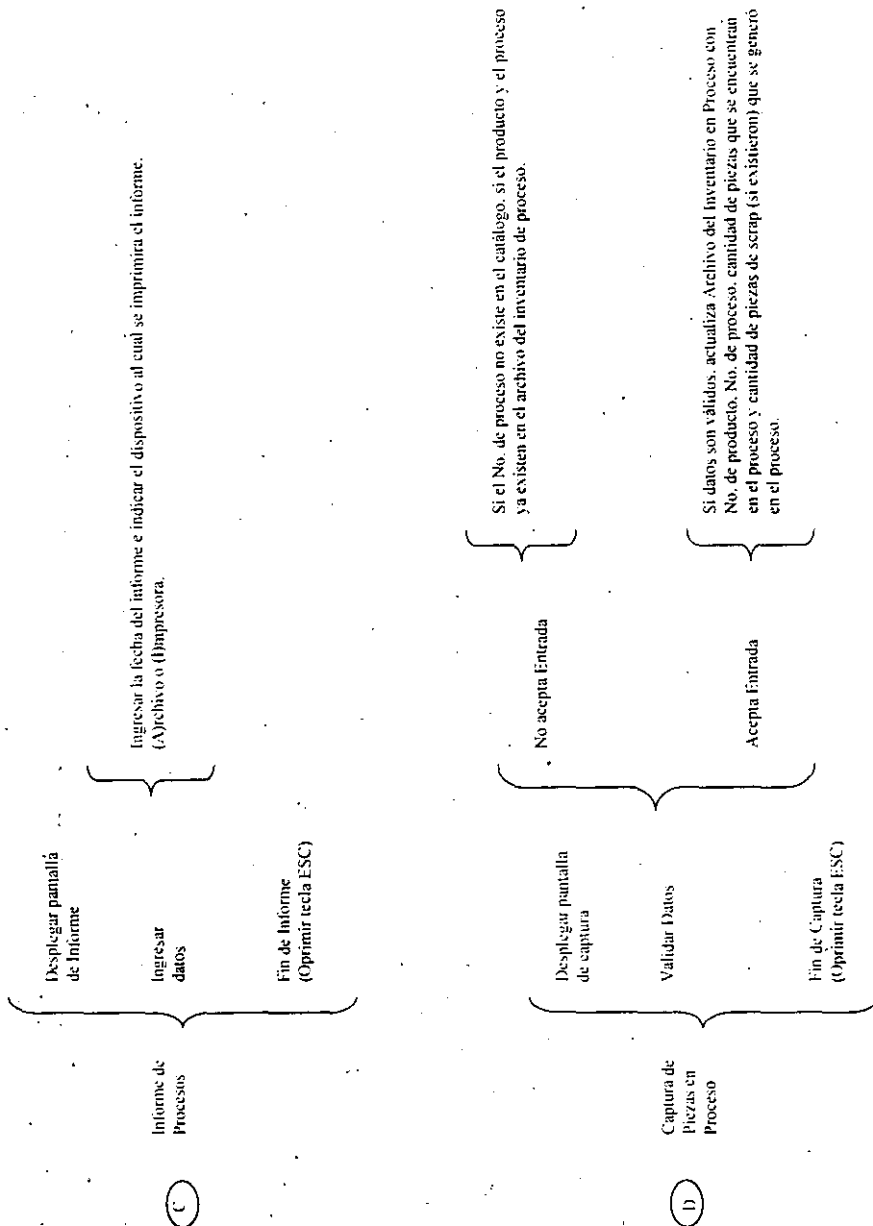 C
Informe de
Procesos
Desplegar pantalla
de Informe
Ingresar
datos
Fin de Informe
(Oprimir tecla ESC)
Ingresar la fecha del informe e indicar el dispositivo al cual se imprimira el informe.
(A)rchivo o (I)mpresora.
D
Captura de
Piezas en
Proceso
Desplegar pantalla
de captura
Validar Datos
Fin de Captura
(Oprimir tecla ESC)
No acepta Entrada
Si el No. de proceso no existe en el catálogo, si el producto y el proceso
ya existen en el archivo del inventario de proceso.
Acepta Entrada
Si datos son válidos, actualiza Archivo del Inventario en Proceso con
No. de producto, No. de proceso, cantidad de piezas que se encuentran
en el proceso y cantidad de piezas de scrap (si existieron) que se generó
en el proceso.